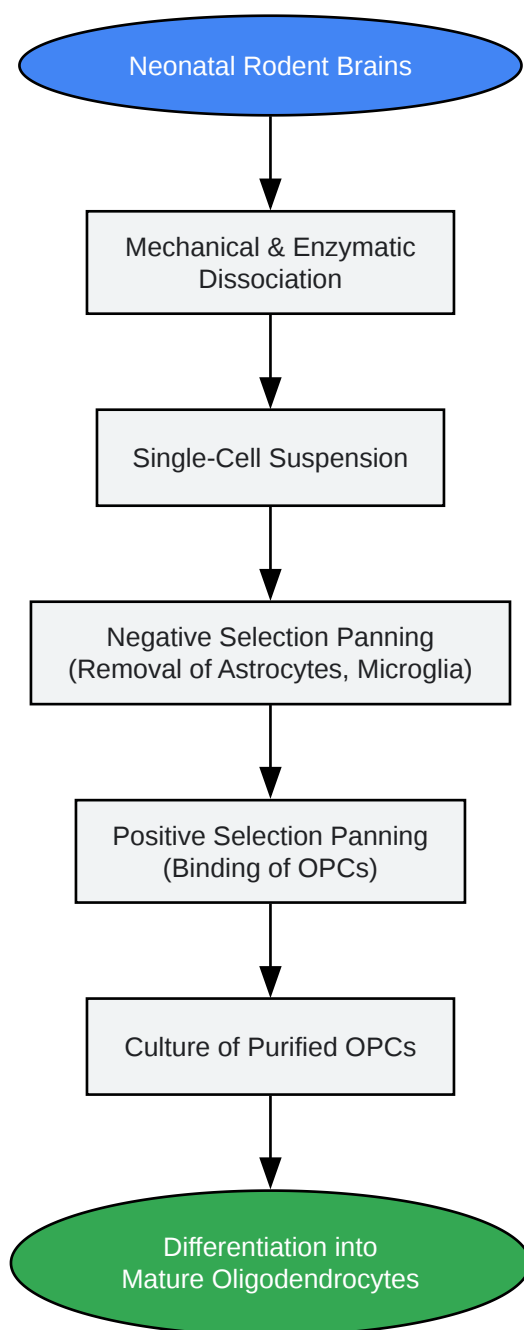 Neonatal Rodent Brains
Mechanical & Enzymatic
Dissociation
Single-Cell Suspension
Negative Selection Panning
(Removal of Astrocytes, Microglia)
Positive Selection Panning
(Binding of OPCs)
Culture of Purified OPCs
Differentiation into
Mature Oligodendrocytes